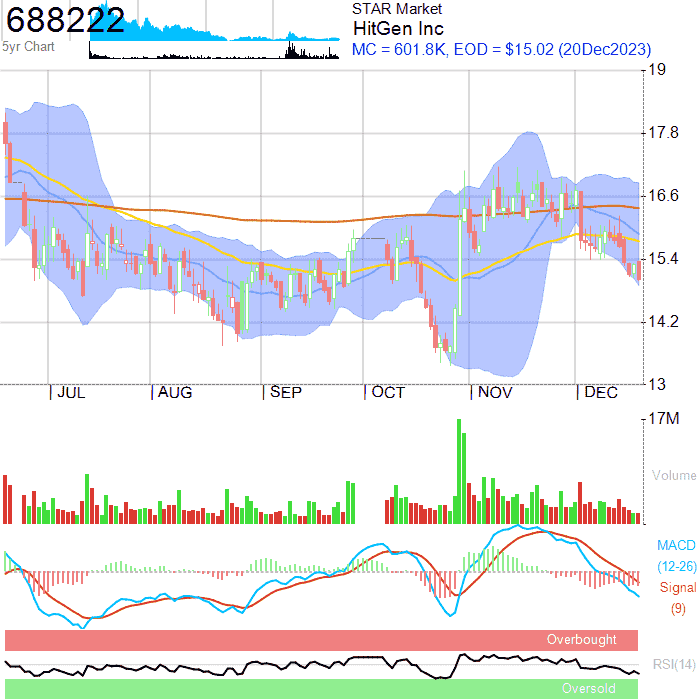 688222
5yr Chart
STAR Market
HitGen Inc
MC = 601.8K, EOD = $15.02 (20Dec2023)
19
17.8
16.6
15.4
14.2
13
JUL AUG SEP OCT NOV DEC
17M
Volume
MACD
(12-26)
Signal
(9)
Overbought
RSI(14)
Oversold